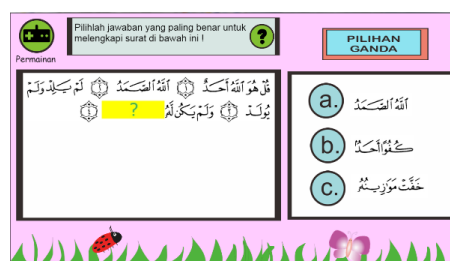 Pilihlah jawaban yang paling benar untuk
melengkapi surat di bawah ini !
?
PILIHAN
GANDA
Permainan
قُلْ هُوَ اللَّهُ أَحَدٌ ۝١ اللَّهُ الصَّمَدُ ۝٢ لَمْ يَلِدْ وَلَمْ
يُولَدْ ۝٣ وَلَمْ يَكُن لَّهُ ? ۝٤
a. اللَّهُ الصَّمَدُ
b. كُفُوًا أَحَدٌ
c. خَفَّتْ مَوَازِينُهُ